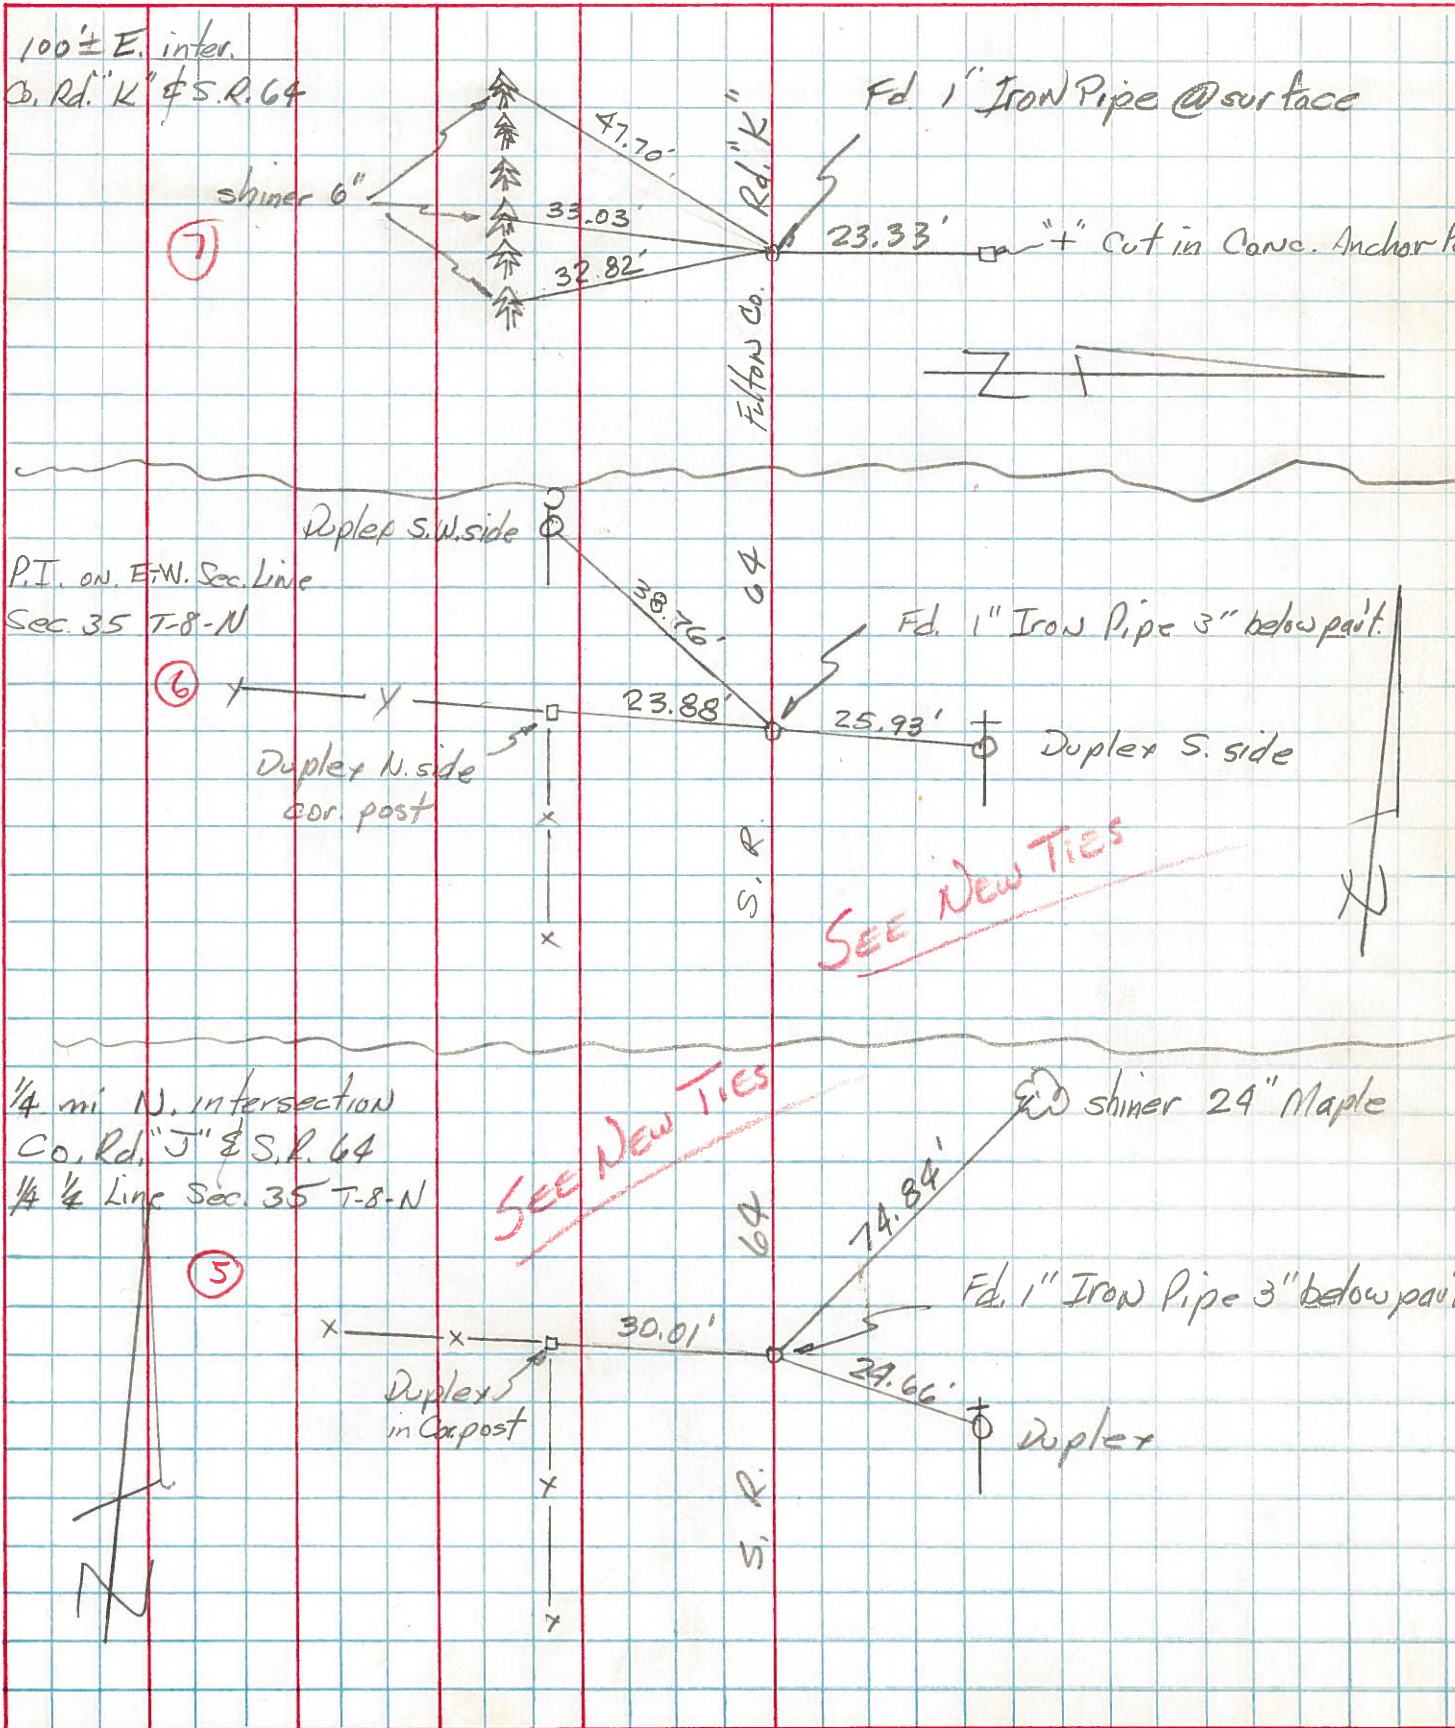 100'± E. inter.
Co. Rd. "K" & S.R. 64
Fd 1" Iron Pipe @ surface
47.70'
Rd. "K"
shiner 6"
33.03'
7
23.33'
"+" Cut in Conc. Anchor
32.82'
Fulton Co.
N
Duplex S.W. side
P.I. on E-W. Sec. Line
Sec. 35 T-8-N
64
38.76'
Fd. 1" Iron Pipe 3" below pav't.
6
23.88'
25.93'
Duplex S. side
Duplex N. side
cor. post
S. R.
SEE NEW TIES
N
1/4 mi N. intersection
Co. Rd. "J" & S.R. 64
1/4 1/4 Line Sec. 35 T-8-N
SEE NEW TIES
shiner 24" Maple
74.84'
64
5
Fd. 1" Iron Pipe 3" below pav't
30.01'
24.66'
Duplex
in Cor. post
Duplex
S. R.
N